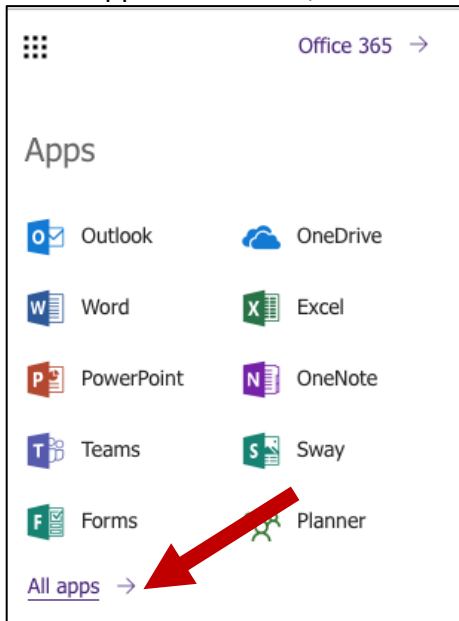 Office 365 →
Apps
Outlook OneDrive
Word Excel
PowerPoint OneNote
Teams Sway
Forms Planner
All apps →